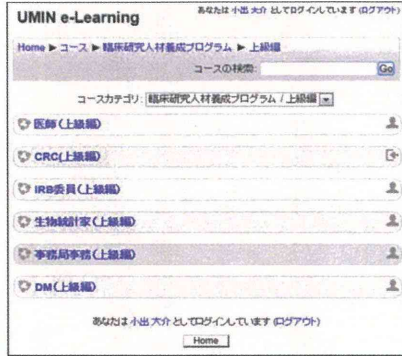 UMIN e-Learning
あなたは 小出 大介 としてログインしています (ログアウト)
Home ▶ コース ▶ 臨床研究人材養成プログラム ▶ 上級編
コースの検索: Go
コースカテゴリ: 臨床研究人材養成プログラム / 上級編
医師(上級編)
CRC(上級編)
IRB委員(上級編)
生物統計家(上級編)
事務局事務(上級編)
DM(上級編)
あなたは 小出 大介 としてログインしています (ログアウト)
Home